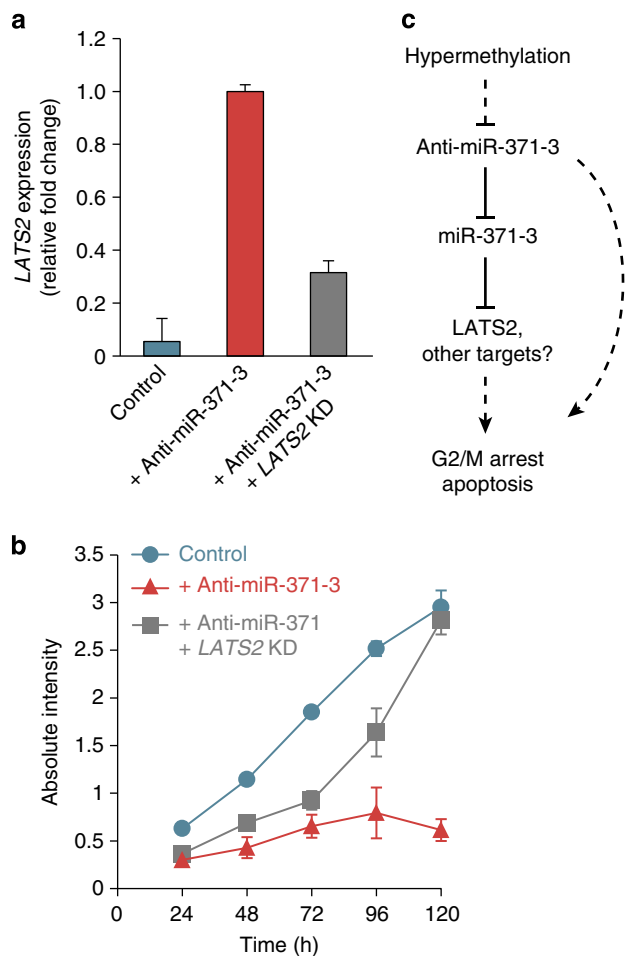 a
LATS2 expression
(relative fold change)
1.2
1.0
0.8
0.6
0.4
0.2
0
Control
+ Anti-miR-371-3
+ Anti-miR-371-3
+ LATS2 KD
c
Hypermethylation
Anti-miR-371-3
miR-371-3
LATS2,
other targets?
G2/M arrest
apoptosis
b
Absolute intensity
3.5
3
2.5
2
1.5
1
0.5
0
Control
+ Anti-miR-371-3
+ Anti-miR-371
+ LATS2 KD
0 24 48 72 96 120
Time (h)